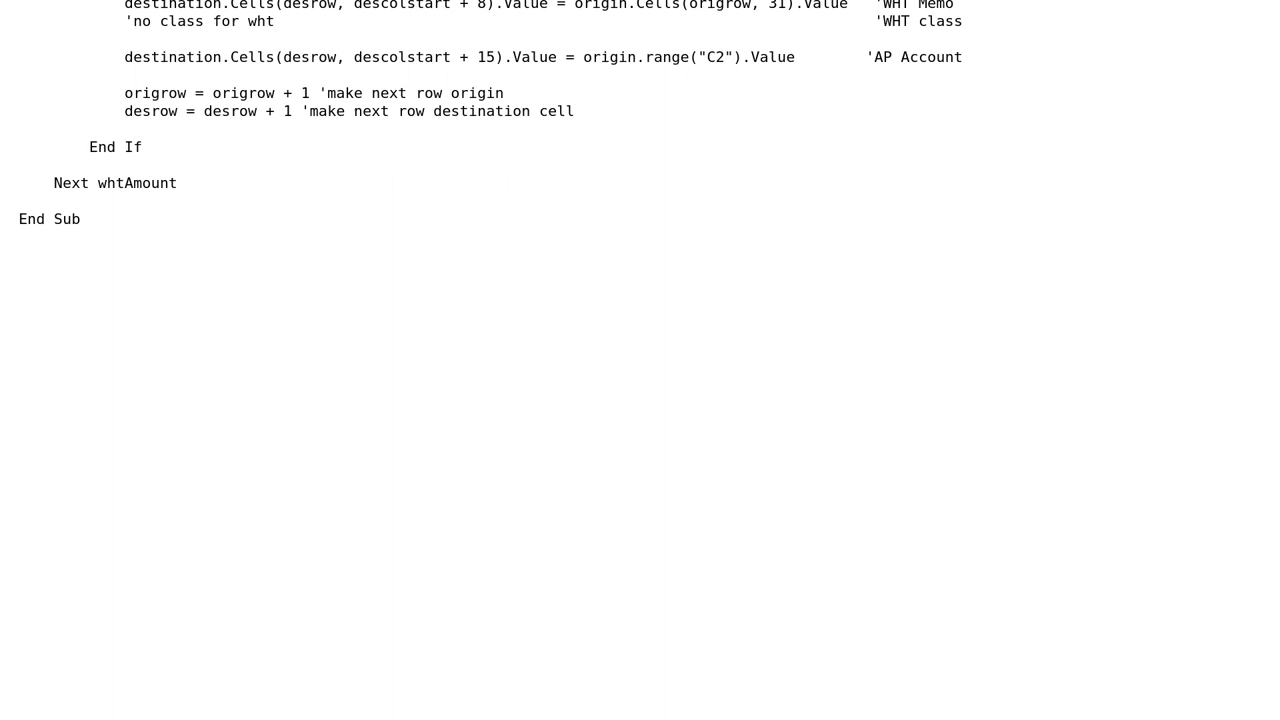 destination.Cells(desrow, descolstart + 8).Value = origin.Cells(origrow, 31).Value   'WHT Memo
'no class for wht                                                                    'WHT class
destination.Cells(desrow, descolstart + 15).Value = origin.range("C2").Value        'AP Account
origrow = origrow + 1 'make next row origin
desrow = desrow + 1 'make next row destination cell
End If
Next whtAmount
End Sub